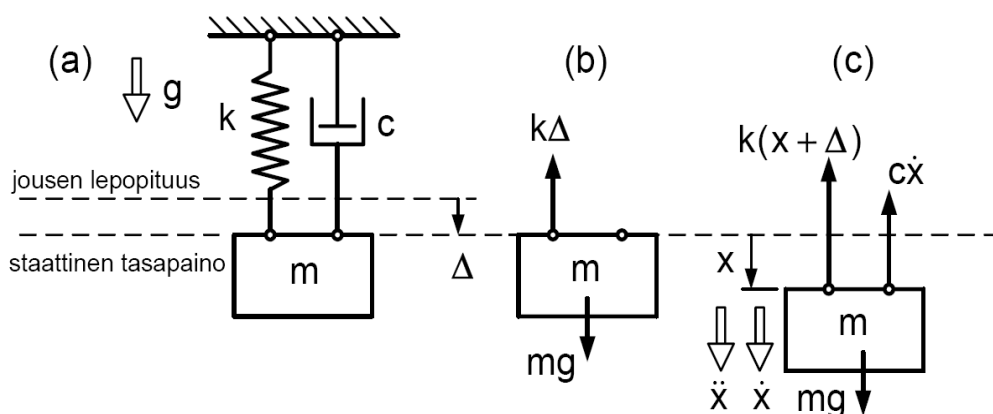 (a)
g
k
c
jousen lepopituus
staattinen tasapaino
m
Δ
(b)
kΔ
m
mg
(c)
k(x + Δ)
cẋ
x
m
ẍ
ẋ
mg